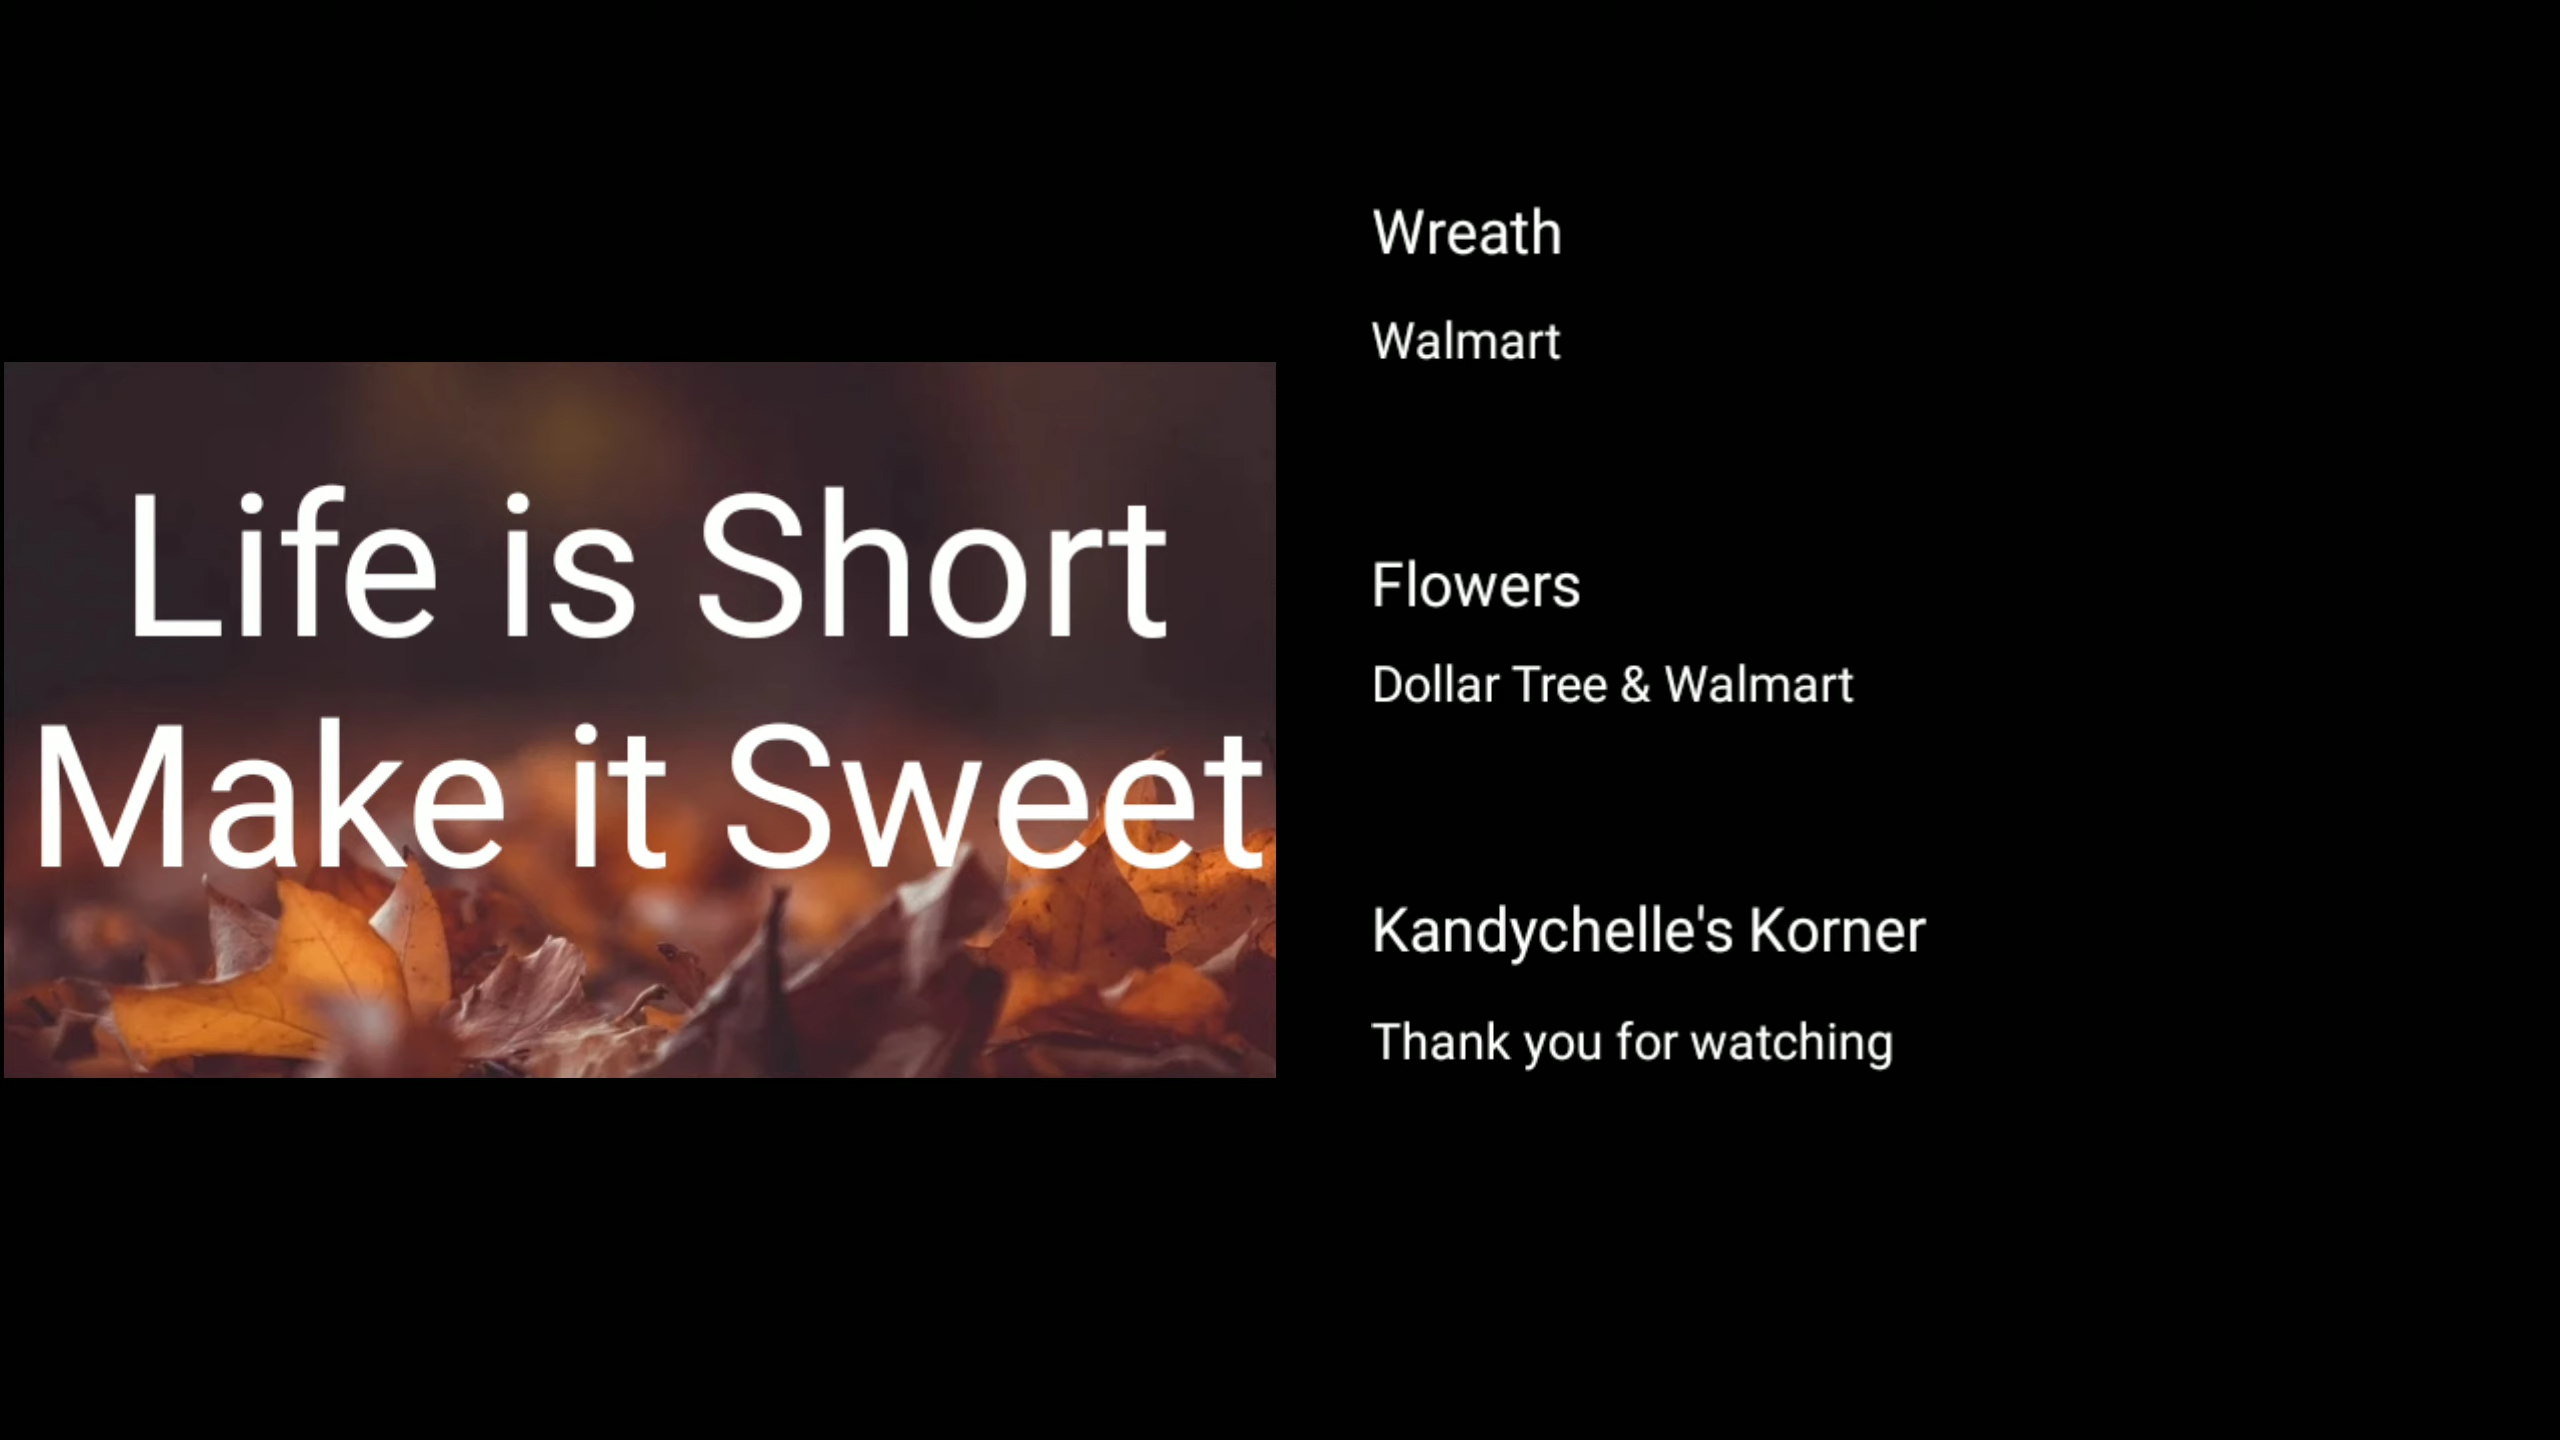 Life is Short
Make it Sweet
Wreath
Walmart
Flowers
Dollar Tree & Walmart
Kandychelle's Korner
Thank you for watching